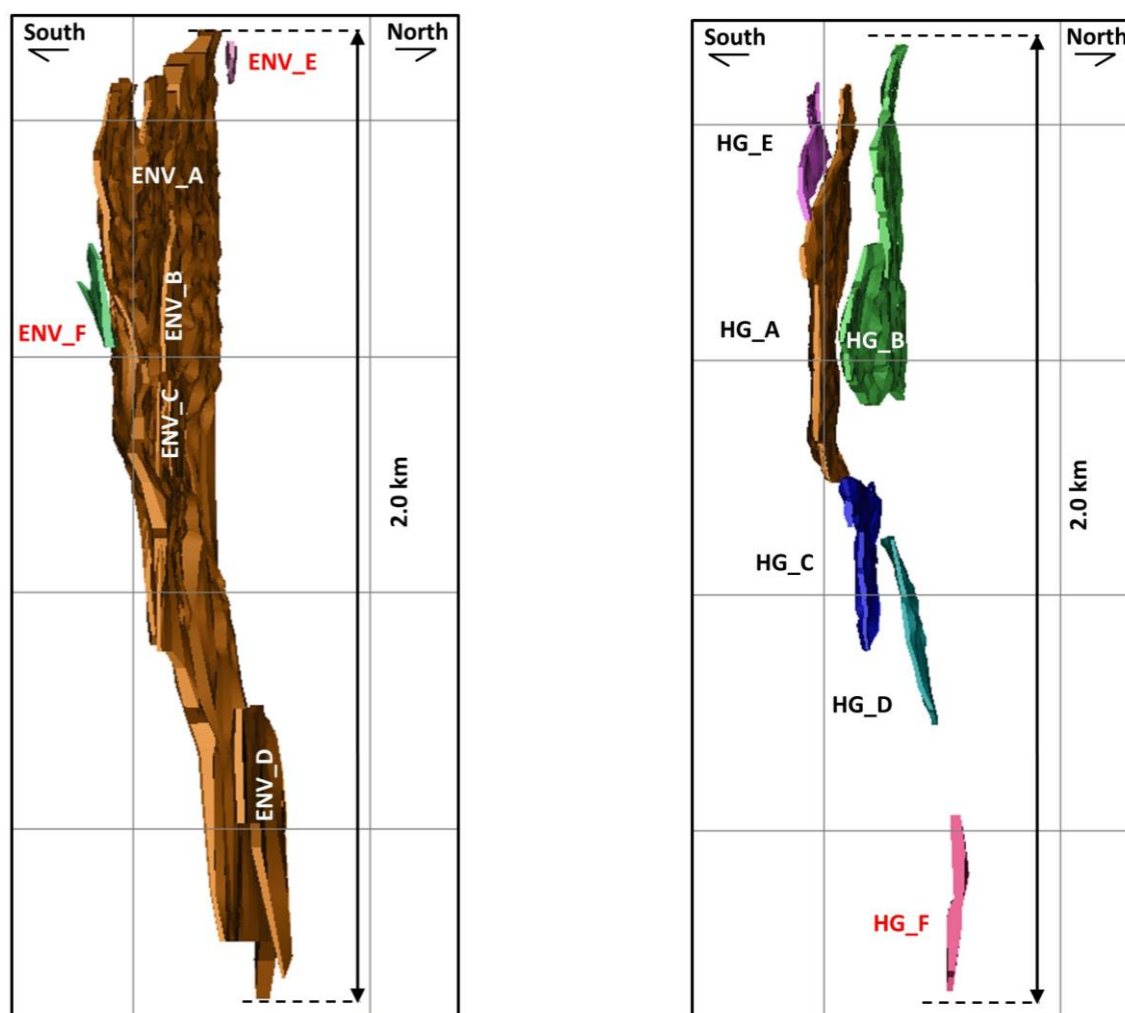 South
North
ENV_E
ENV_A
ENV_B
ENV_F
ENV_C
2.0 km
ENV_D
South
North
HG_E
HG_A
HG_B
2.0 km
HG_C
HG_D
HG_F